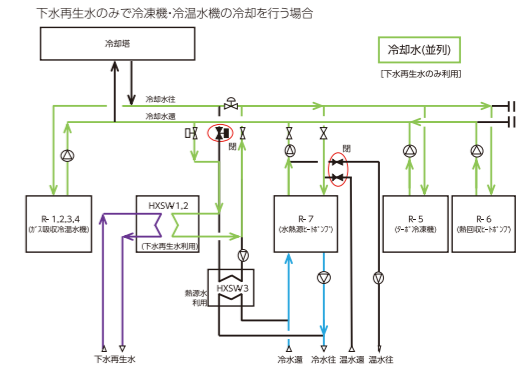 下水再生水のみで冷凍機・冷温水機の冷却を行う場合
冷却塔
冷却水(並列)
[下水再生水のみ利用]
冷却水往
冷却水還
閉
閉
R-1,2,3,4
(ガス吸収冷温水機)
HXSW-1,2
(下水再生水利用)
R-7
(水熱源ヒートポンプ)
R-5
(ターボ冷凍機)
R-6
(熱回収ヒートポンプ)
熱源水
利用
HXSW-3
下水再生水
冷水還
冷水往
温水還
温水往